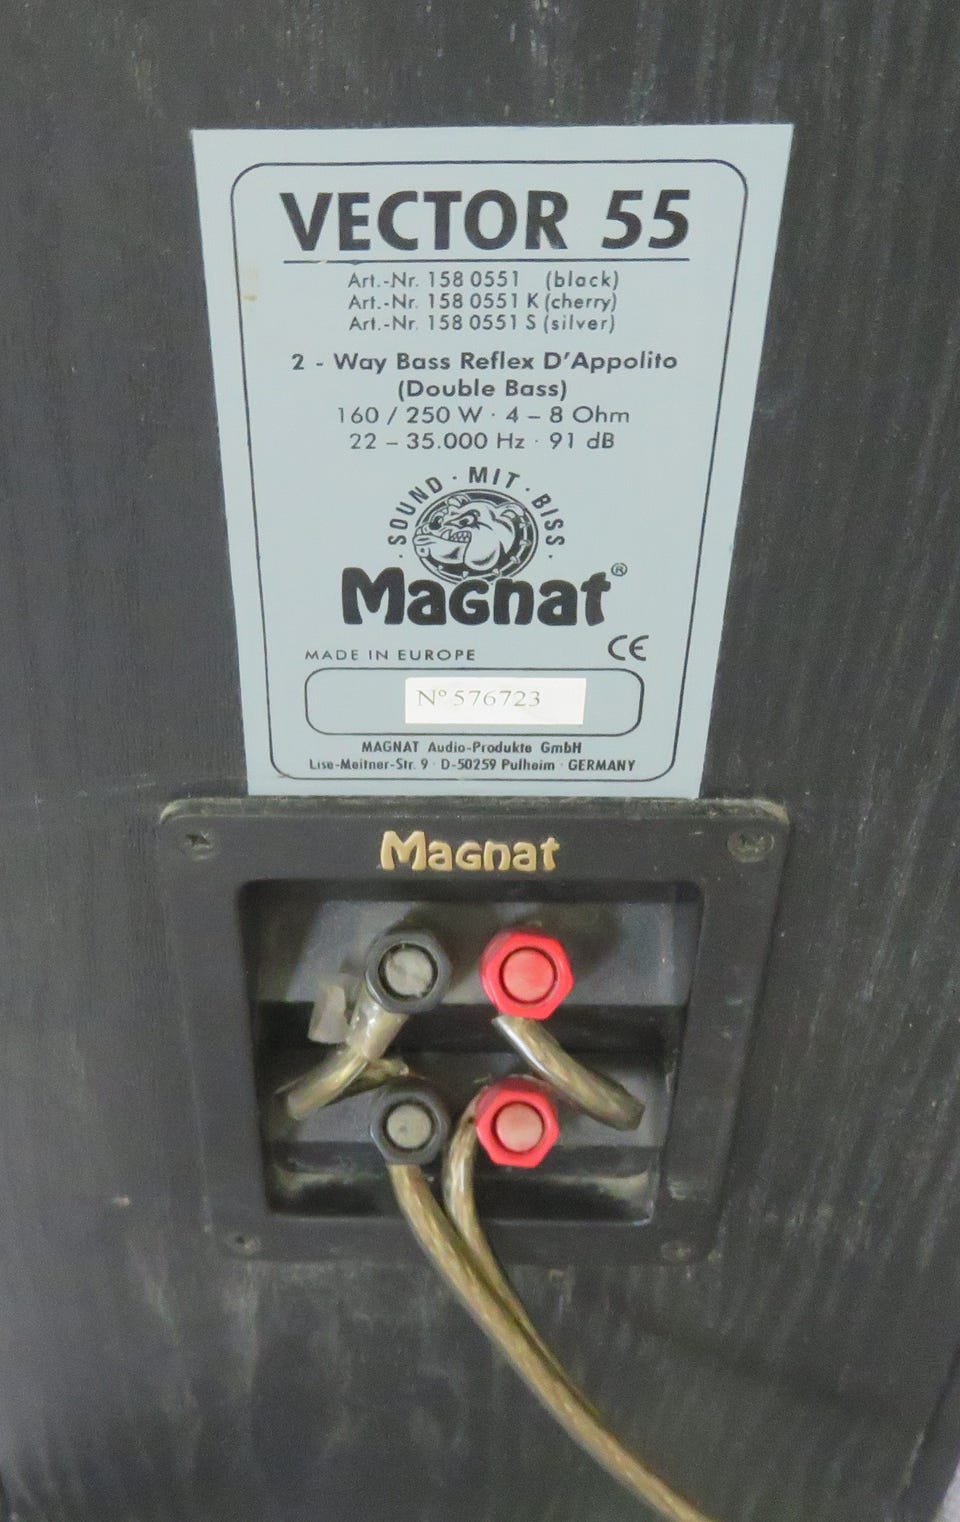 VECTOR 55
Art.-Nr. 158 0551 (black)
Art.-Nr. 158 0551 K (cherry)
Art.-Nr. 158 0551 S (silver)
2 - Way Bass Reflex D'Appolito
(Double Bass)
160 / 250 W · 4 – 8 Ohm
22 – 35.000 Hz · 91 dB
· SOUND · MIT · BISS ·
Magnat®
MADE IN EUROPE CE
Nº 576723
MAGNAT Audio-Produkte GmbH
Lise-Meitner-Str. 9 · D-50259 Pulheim · GERMANY
Magnat